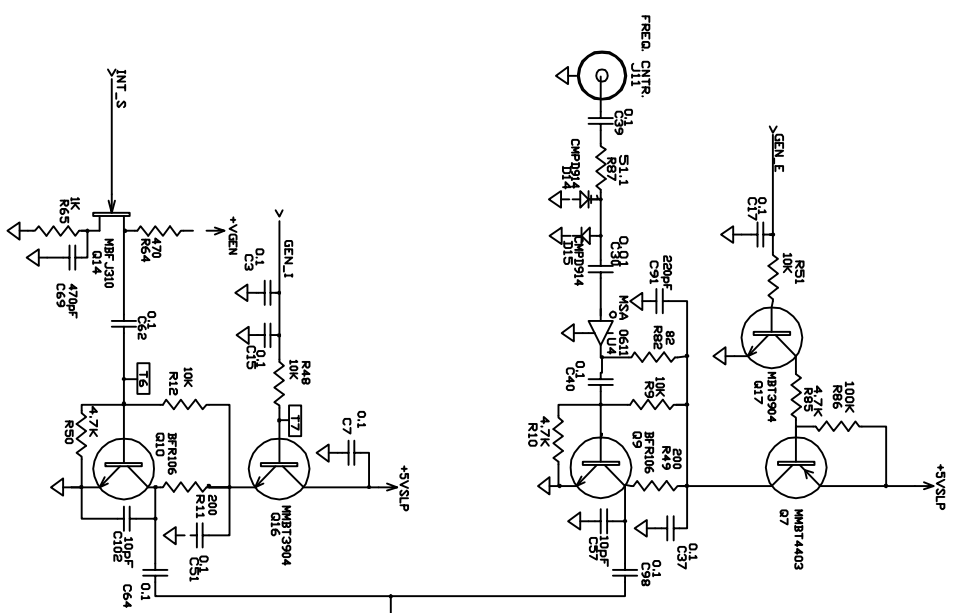 FREQ. CNTR.
J11
0.1
C39
51.1
R87
CMPD914
D14
CMPD914
D15
0.01
C30
MSA 0611
U4
220pF
C91
82
R82
0.1
C40
10K
R9
4.7K
R10
BFR106
Q9
200
R49
10pF
C57
0.1
C37
0.1
C98
GEN_E
0.1
C17
R51
10K
MBT3904
Q17
4.7K
R85
100K
R86
MMBT4403
Q7
+5VSLP
INT_S
1K
R65
470pF
C69
MBFJ310
Q14
470
R64
+VGEN
0.1
C62
T6
10K
R12
4.7K
R50
BFR106
Q10
200
R11
10pF
C102
0.1
C51
0.1
C64
GEN_I
0.1
C3
0.1
C15
R48
10K
T7
MMBT3904
Q16
0.1
C7
+5VSLP